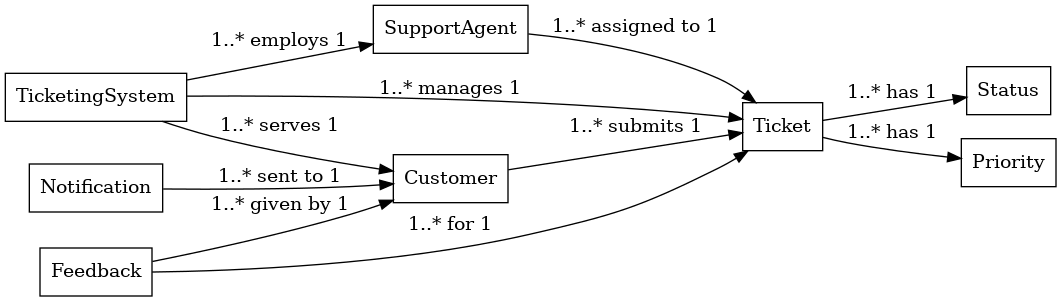 SupportAgent
1..* assigned to 1
1..* employs 1
TicketingSystem
1..* manages 1
Status
1..* has 1
Ticket
1..* serves 1
1..* submits 1
1..* has 1
Priority
Notification
1..* sent to 1
Customer
1..* given by 1
1..* for 1
Feedback